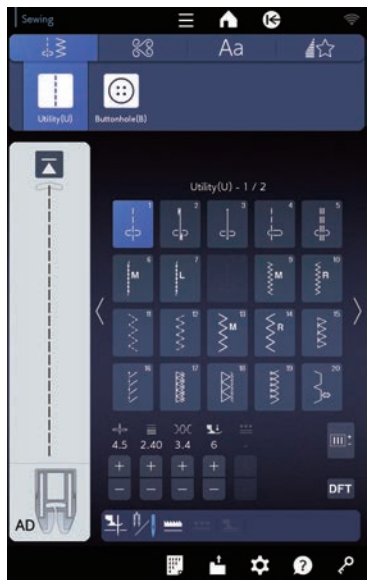 Sewing
Aa
Utility(U)
Buttonhole(B)
Utility(U) - 1 / 2
1 2 3 4 5
6 M 7 L 9 M 10 R
11 12 13 M 14 R 15
16 17 18 19 20
4.5 2.40 3.4 6 -
+ + + +
- - - -
DFT
AD
?